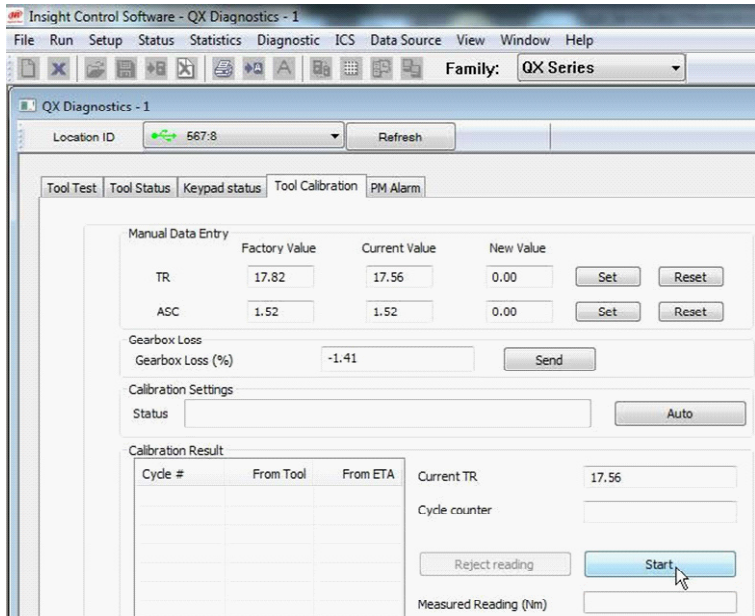 Insight Control Software - QX Diagnostics - 1
File Run Setup Status Statistics Diagnostic ICS Data Source View Window Help
Family: QX Series
QX Diagnostics - 1
Location ID 567:8 Refresh
Tool Test Tool Status Keypad status Tool Calibration PM Alarm
Manual Data Entry
Factory Value Current Value New Value
TR 17.82 17.56 0.00 Set Reset
ASC 1.52 1.52 0.00 Set Reset
Gearbox Loss
Gearbox Loss (%) -1.41 Send
Calibration Settings
Status Auto
Calibration Result
Cycle # From Tool From ETA Current TR 17.56
Cycle counter
Reject reading Start
Measured Reading (Nm)